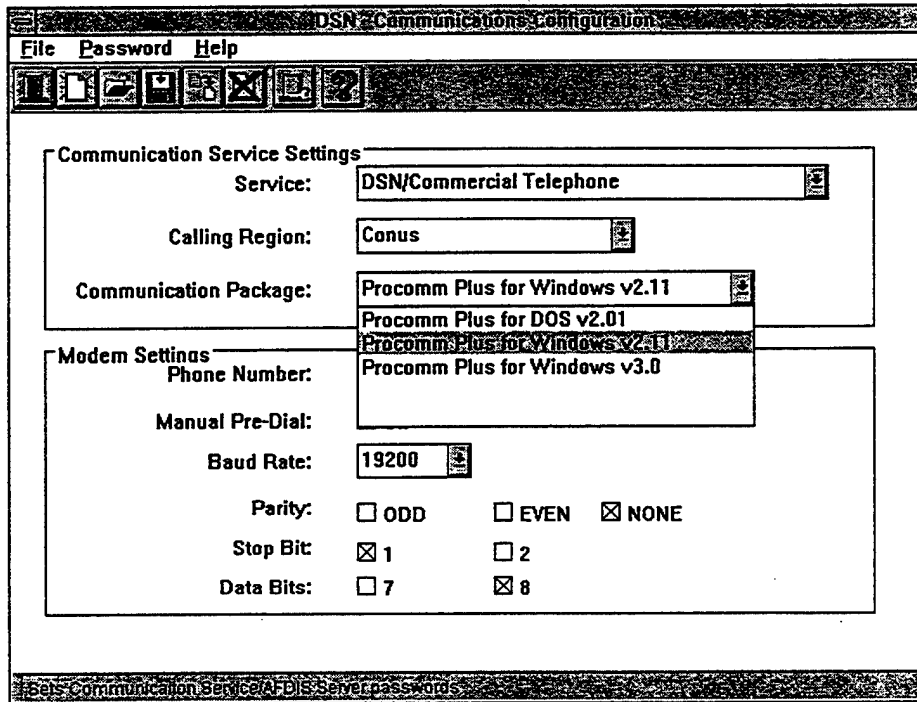 DSN - Communications Configuration
File Password Help
Communication Service Settings
Service: DSN/Commercial Telephone
Calling Region: Conus
Communication Package: Procomm Plus for Windows v2.11
Procomm Plus for DOS v2.01
Procomm Plus for Windows v2.11
Procomm Plus for Windows v3.0
Modem Settings
Phone Number:
Manual Pre-Dial:
Baud Rate: 19200
Parity: ODD EVEN NONE
Stop Bit: 1 2
Data Bits: 7 8
Sets Communication Service/AFDIS Server passwords